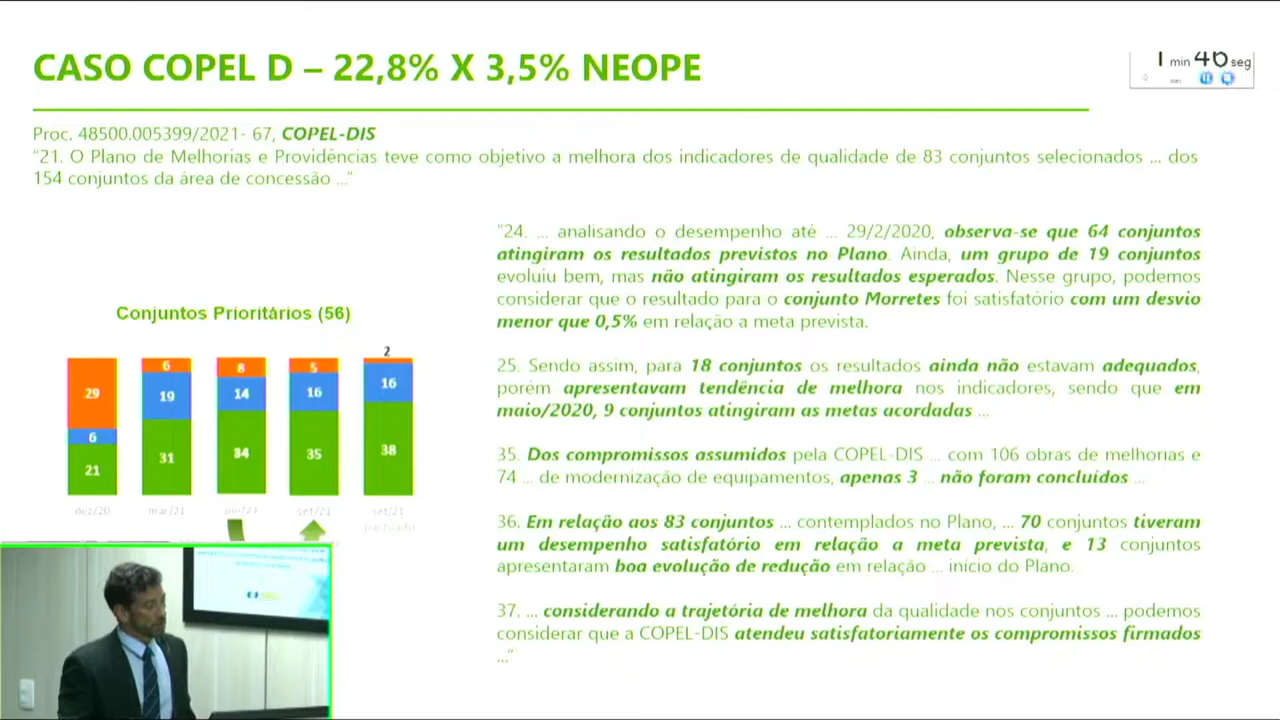 CASO COPEL D – 22,8% X 3,5% NEOPE
1 min 46 seg
Proc. 48500.005399/2021- 67, COPEL-DIS
“21. O Plano de Melhorias e Providências teve como objetivo a melhora dos indicadores de qualidade de 83 conjuntos selecionados ... dos
154 conjuntos da área de concessão ...”
Conjuntos Prioritários (56)
2
29 6 8 5
19 14 16 16
6
21 31 34 35 38
dez/20 mar/21 jun/21 set/21 set/21
“24. ... analisando o desempenho até ... 29/2/2020, observa-se que 64 conjuntos
atingiram os resultados previstos no Plano. Ainda, um grupo de 19 conjuntos
evoluiu bem, mas não atingiram os resultados esperados. Nesse grupo, podemos
considerar que o resultado para o conjunto Morretes foi satisfatório com um desvio
menor que 0,5% em relação a meta prevista.
25. Sendo assim, para 18 conjuntos os resultados ainda não estavam adequados,
porém apresentavam tendência de melhora nos indicadores, sendo que em
maio/2020, 9 conjuntos atingiram as metas acordadas ...
35. Dos compromissos assumidos pela COPEL-DIS ... com 106 obras de melhorias e
74 ... de modernização de equipamentos, apenas 3 ... não foram concluídos ...
36. Em relação aos 83 conjuntos ... contemplados no Plano, ... 70 conjuntos tiveram
um desempenho satisfatório em relação a meta prevista, e 13 conjuntos
apresentaram boa evolução de redução em relação ... início do Plano.
37. ... considerando a trajetória de melhora da qualidade nos conjuntos ... podemos
considerar que a COPEL-DIS atendeu satisfatoriamente os compromissos firmados
...”